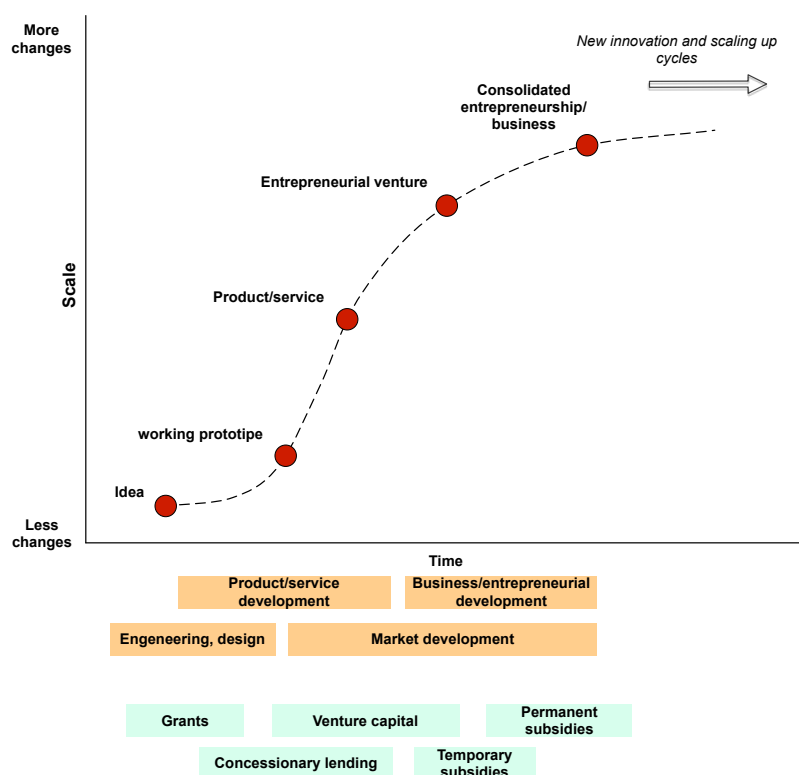 More
changes
New innovation and scaling up
cycles
Consolidated
entrepreneurship/
business
Entrepreneurial venture
Scale
Product/service
working prototipe
Idea
Less
changes
Time
Product/service
development
Business/entrepreneurial
development
Engeneering, design
Market development
Grants
Venture capital
Permanent
subsidies
Concessionary lending
Temporary
subsidies